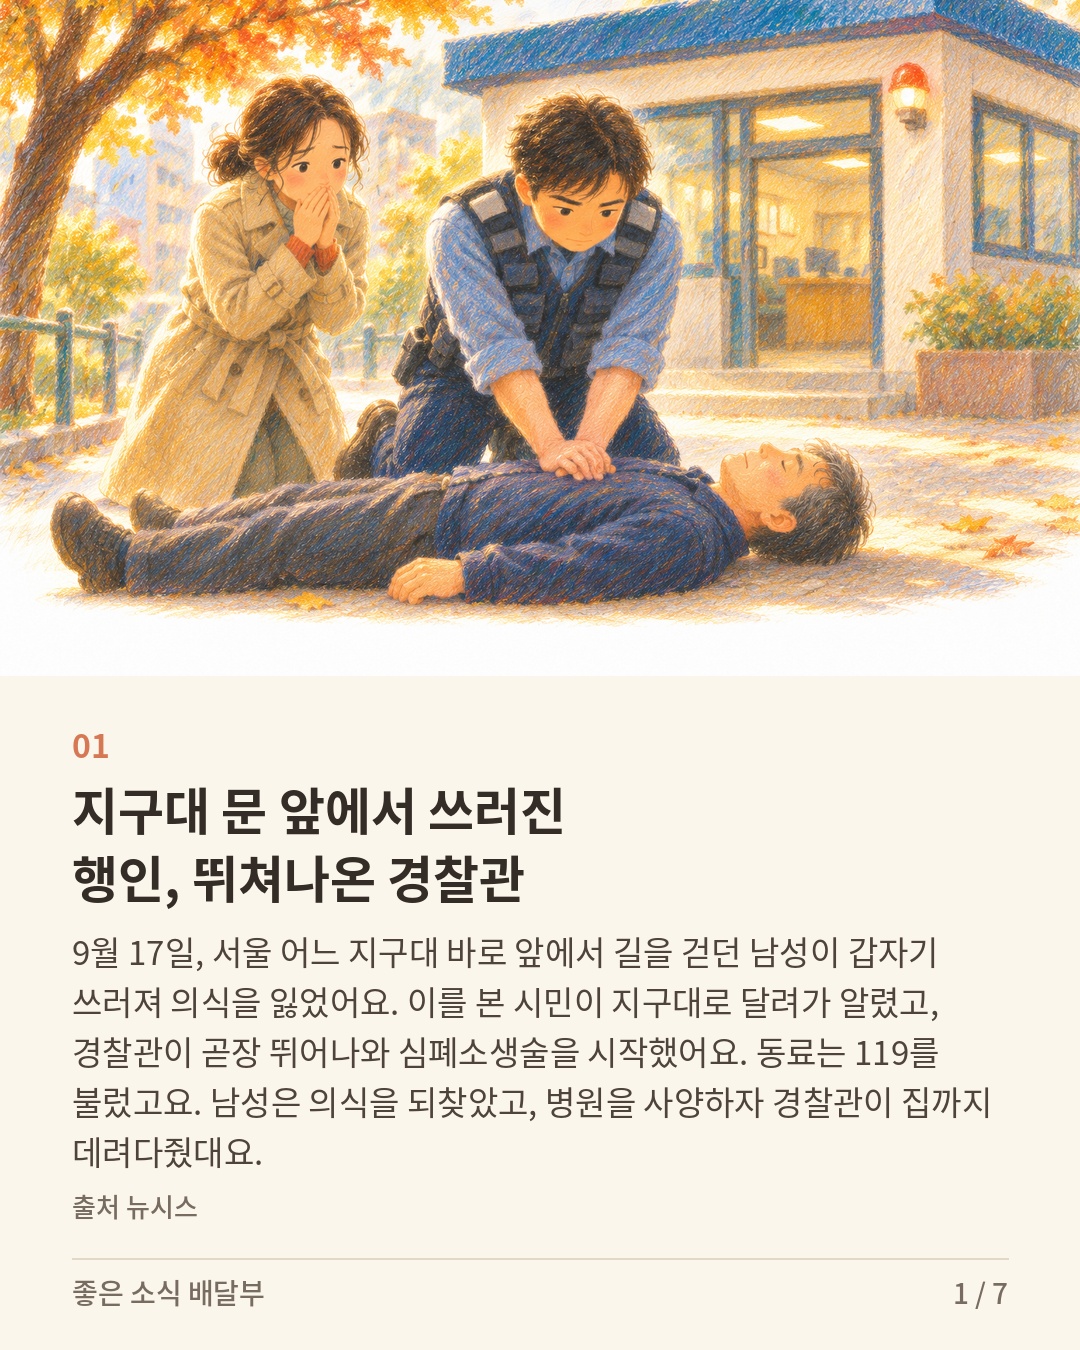 01
지구대 문 앞에서 쓰러진
행인, 뛰쳐나온 경찰관
9월 17일, 서울 어느 지구대 바로 앞에서 길을 걷던 남성이 갑자기
쓰러져 의식을 잃었어요. 이를 본 시민이 지구대로 달려가 알렸고,
경찰관이 곧장 뛰어나와 심폐소생술을 시작했어요. 동료는 119를
불렀고요. 남성은 의식을 되찾았고, 병원을 사양하자 경찰관이 집까지
데려다줬대요.
출처 뉴시스
좋은 소식 배달부
1 / 7